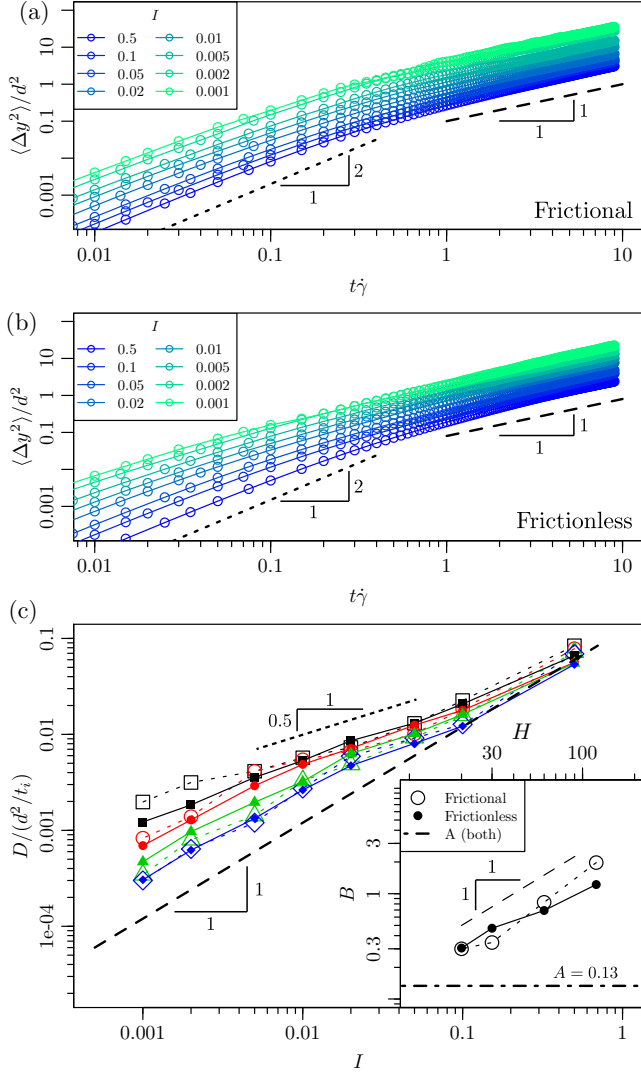 (a)
I
0.5
0.1
0.05
0.02
0.01
0.005
0.002
0.001
⟨Δy²⟩/d²
10
1
0.1
0.001
1
1
2
1
Frictional
0.01
0.1
1
10
tγ̇
(b)
I
0.5
0.1
0.05
0.02
0.01
0.005
0.002
0.001
⟨Δy²⟩/d²
10
1
0.1
0.001
1
1
2
1
Frictionless
0.01
0.1
1
10
tγ̇
(c)
D/(d²/tᵢ)
0.1
0.01
0.001
1e-04
1
0.5
1
1
H
30
100
Frictional
Frictionless
A (both)
B
3
1
0.3
1
1
A = 0.13
0.001
0.01
0.1
1
I